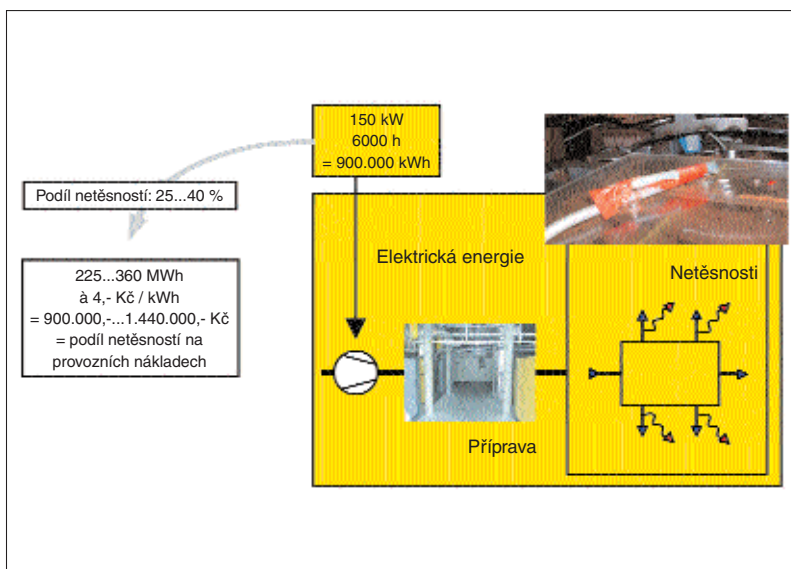 150 kW
6000 h
= 900.000 kWh
Podíl netěsností: 25...40 %
225...360 MWh
à 4,- Kč / kWh
= 900.000,-...1.440.000,- Kč
= podíl netěsností na
provozních nákladech
Elektrická energie
Netěsnosti
Příprava